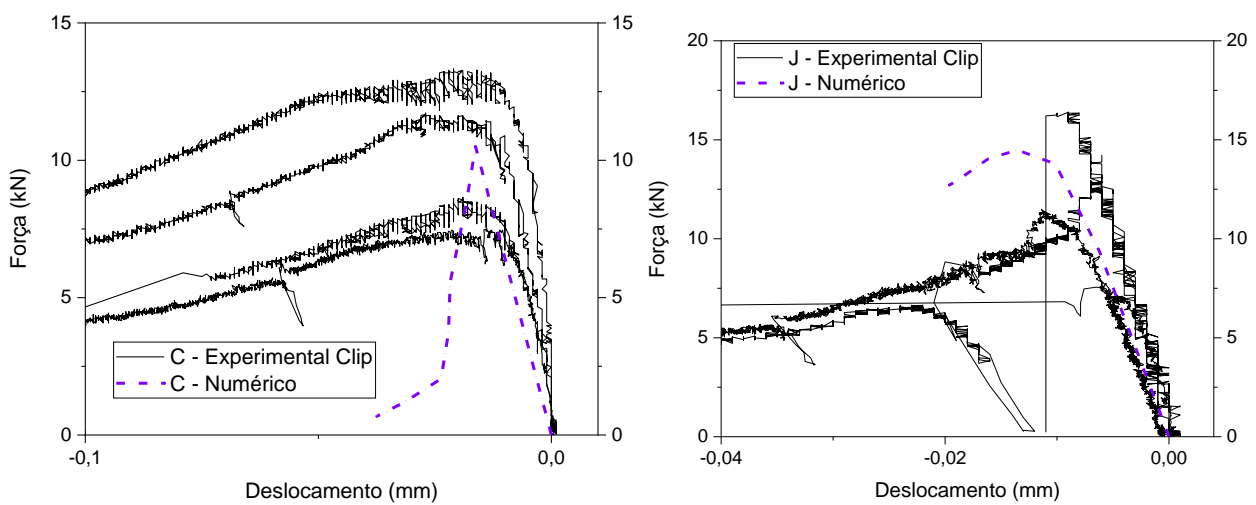 15
10
5
0
15
10
5
0
Força (kN)
C - Experimental Clip
C - Numérico
-0,1
0,0
Deslocamento (mm)
20
15
10
5
0
20
15
10
5
0
Força (kN)
J - Experimental Clip
J - Numérico
-0,04
-0,02
0,00
Deslocamento (mm)